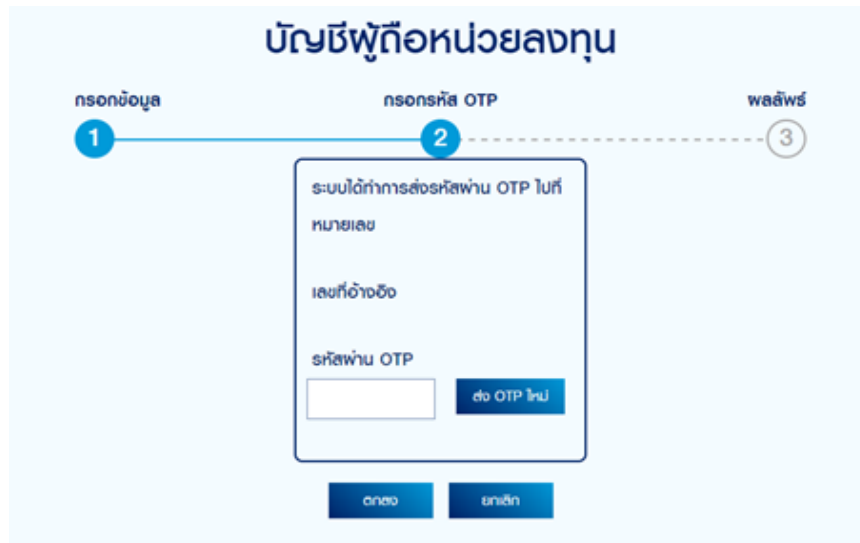 บัญชีผู้ถือหน่วยลงทุน
กรอกข้อมูล
กรอกรหัส OTP
ผลลัพธ์
1
2
3
ระบบได้ทำการส่งรหัสผ่าน OTP ไปที่
หมายเลข
เลขที่อ้างอิง
รหัสผ่าน OTP
ส่ง OTP ใหม่
ตกลง
ยกเลิก